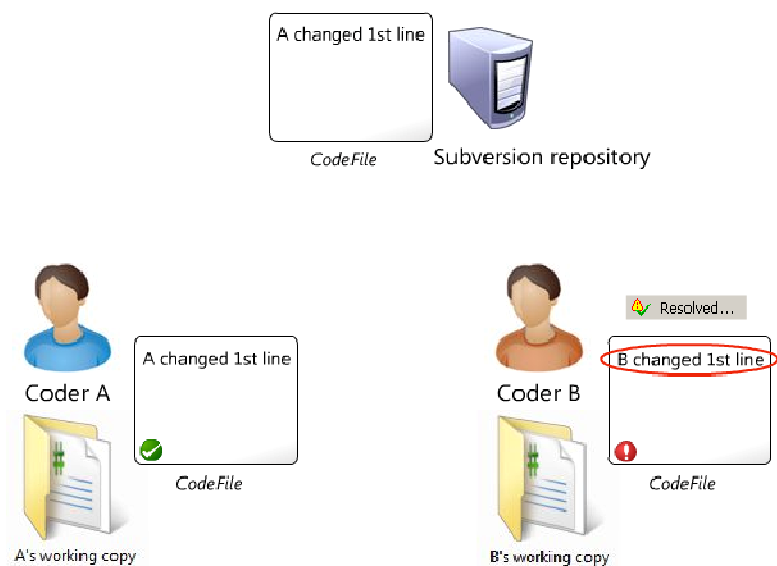 A changed 1st line
CodeFile
Subversion repository
Resolved...
A changed 1st line
B changed 1st line
Coder A
Coder B
CodeFile
CodeFile
A's working copy
B's working copy